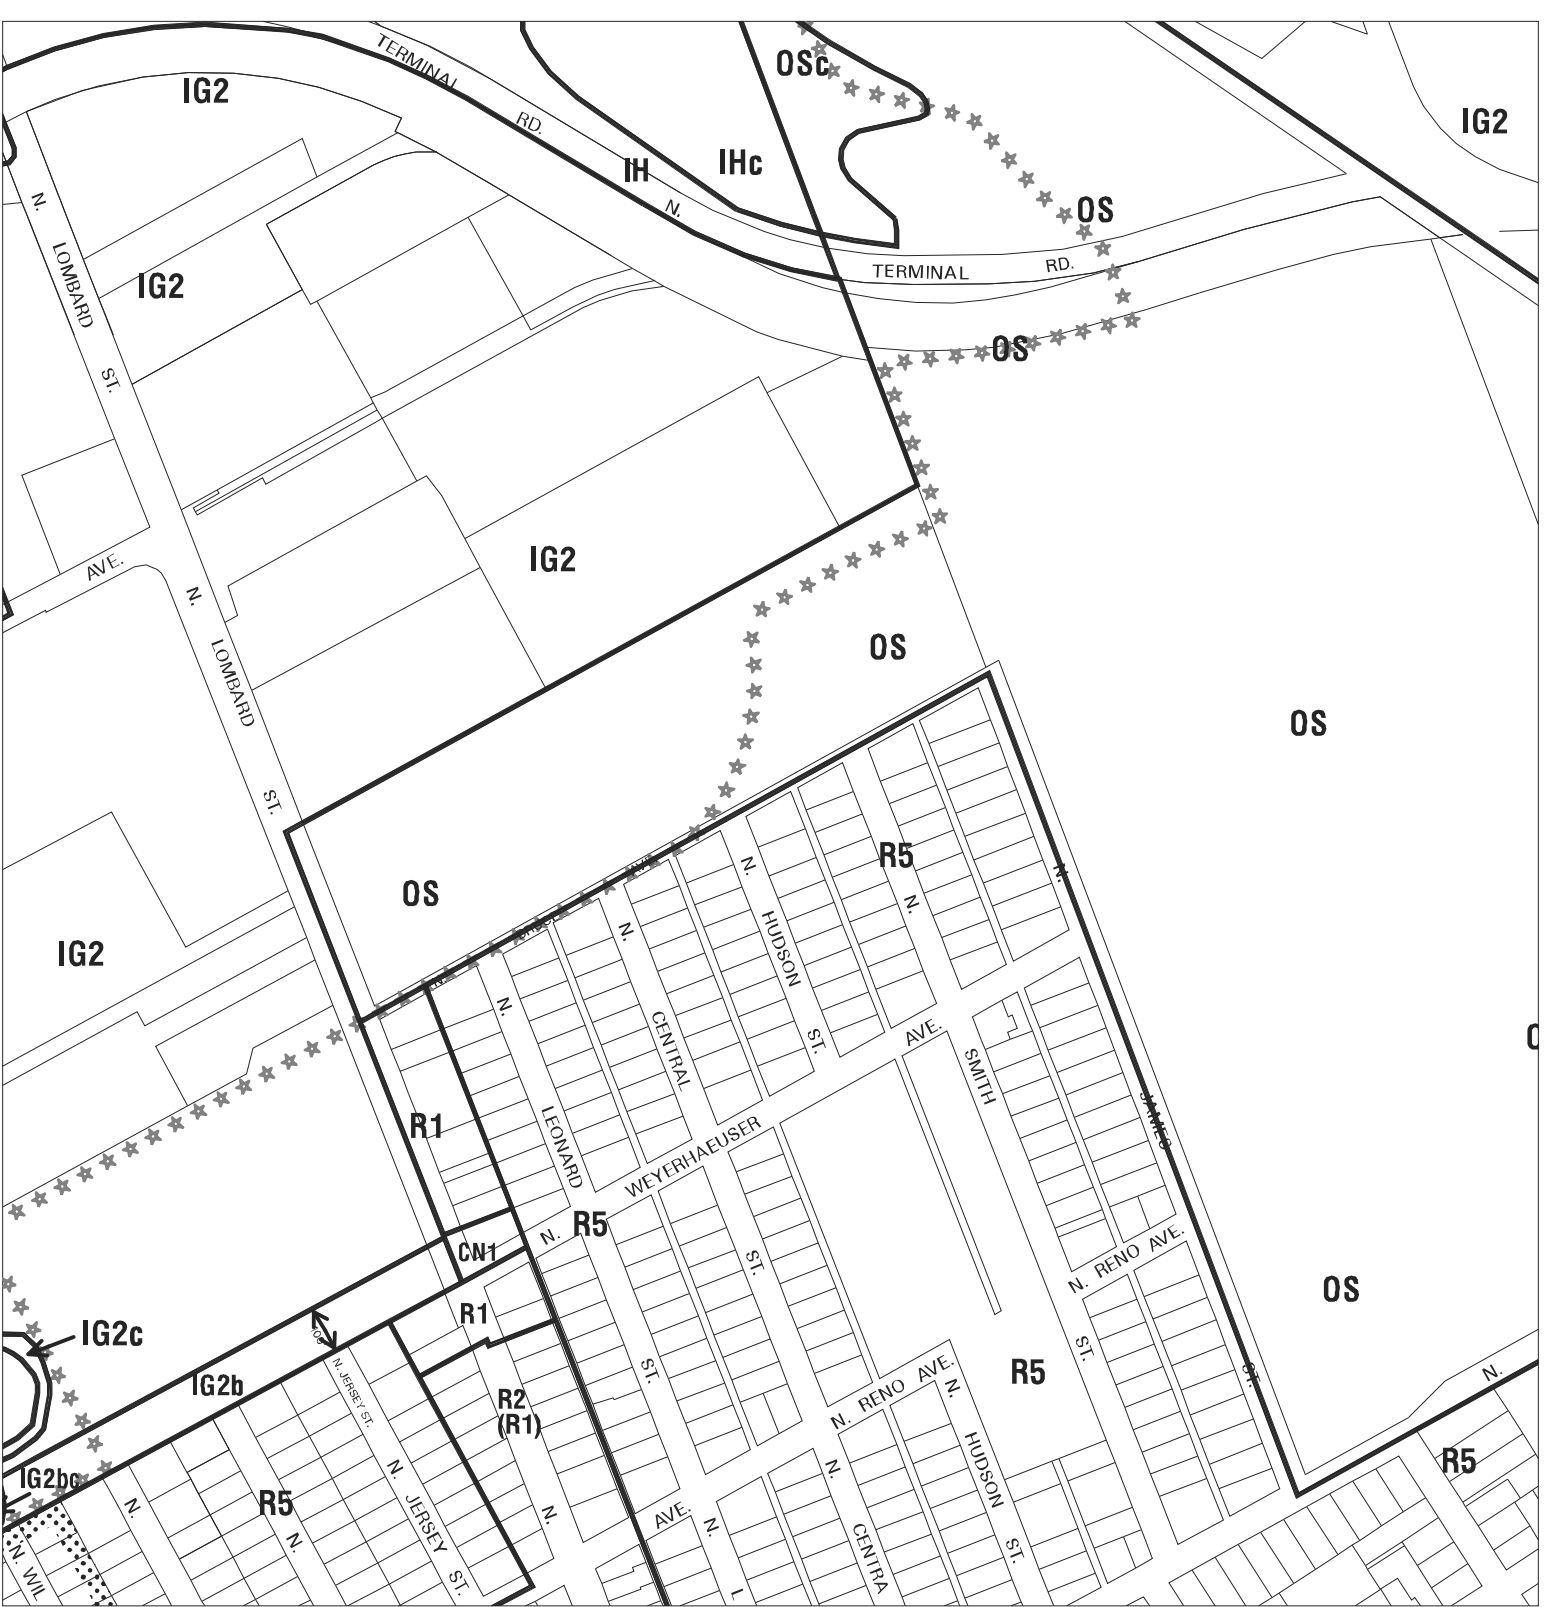 TERMINAL
RD.
OSc
IG2
IG2
IH
IHc
N.
N.
LOMBARD
ST.
IG2
OS
TERMINAL
RD.
OS
AVE.
N.
LOMBARD
ST.
IG2
OS
OS
OS
IG2
R5
N.
N.
N.
HUDSON
ST.
N.
N.
CENTRAL
AVE.
SMITH
JAMES
R1
LEONARD
WEYERHAEUSER
R5
N.
CN1
ST.
N. RENO AVE.
OS
R1
IG2c
100'
IG2b
N. JERSEY ST.
R2
(R1)
ST.
N. RENO AVE.
N.
R5
ST.
ST.
N.
R5
IG2bc
R5
N.
N.
N.
JERSEY
ST.
N.
AVE.
N.
L
N.
CENTRA
HUDSON
ST.
N. WIL